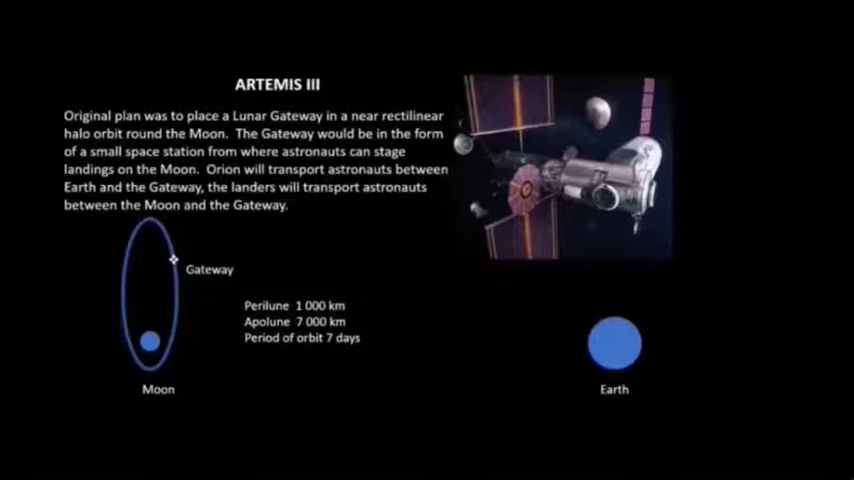 ARTEMIS III
Original plan was to place a Lunar Gateway in a near rectilinear
halo orbit round the Moon. The Gateway would be in the form
of a small space station from where astronauts can stage
landings on the Moon. Orion will transport astronauts between
Earth and the Gateway, the landers will transport astronauts
between the Moon and the Gateway.
Gateway
Perilune 1 000 km
Apolune 7 000 km
Period of orbit 7 days
Moon
Earth